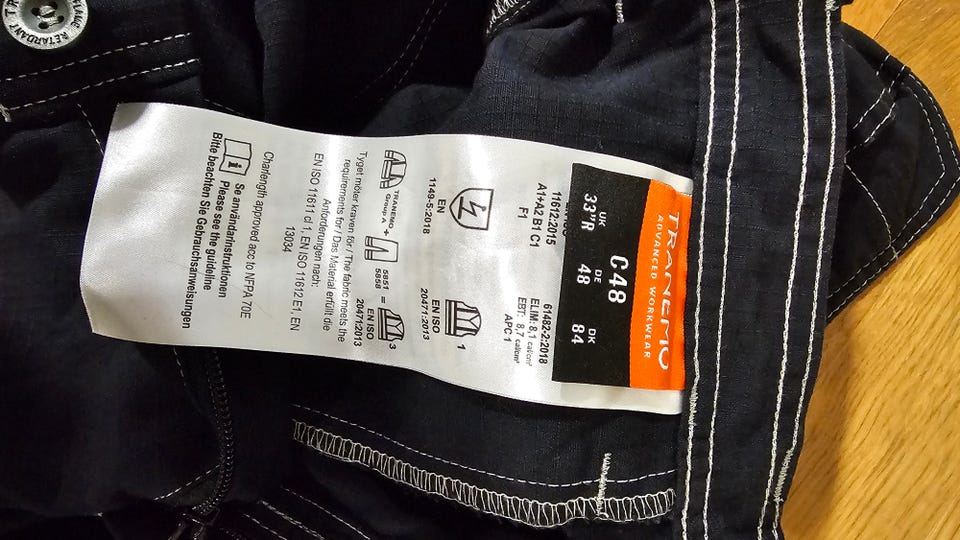 TRANEMO
ADVANCED WORKWEAR
C48
UK DE DK
33"R 48 84
11612:2015
A1+A2 B1 C1
F1
61482-2:2018
ELIM: 8,1 cal/cm²
EBT: 8,7 cal/cm²
APC 1
EN
1149-5:2018
EN ISO
20471:2013
1
TRANEMO
Group A
+
5851
5858
=
EN ISO
20471:2013
3
Tyget möter kraven för:/ The fabric meets the
requirements for:/ Das Material erfüllt die
Anforderungen nach:
EN ISO 11611 cl 1, EN ISO 11612 E1, EN
13034
Charlength approved acc to NFPA 70E
i
Se användarinstruktionen
Please see the guideline
Bitte beachten Sie Gebrauchsanweisungen
RETARDANT